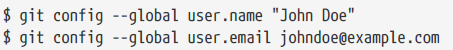 $ git config --global user.name "John Doe"
$ git config --global user.email johndoe@example.com